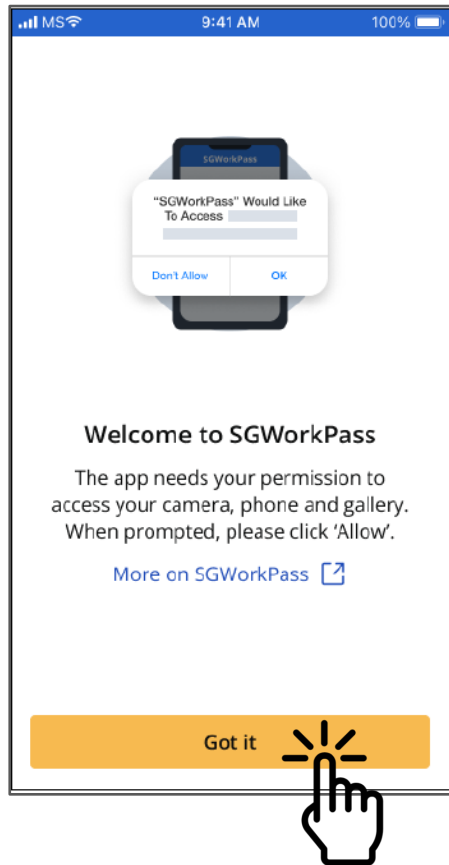 MS 9:41 AM 100%
SGWorkPass
"SGWorkPass" Would Like
To Access
Don't Allow OK
Welcome to SGWorkPass
The app needs your permission to
access your camera, phone and gallery.
When prompted, please click ‘Allow’.
More on SGWorkPass
Got it